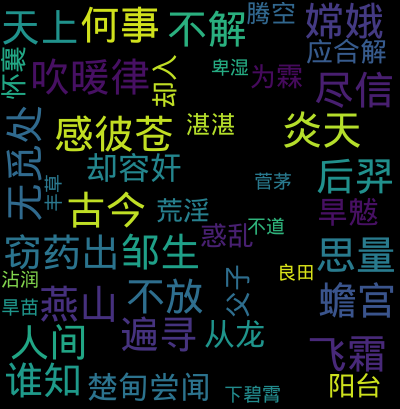 天上
何事
不解
腾空
嫦娥
应合解
怀襄
吹暖律
却入
卑湿
为霖
尽信
无觅处
感彼苍
湛湛
炎天
丰草
却容奸
菅茅
后羿
古今
荒淫
惑乱
不道
旱魃
窃药出
邹生
思量
沾润
旱苗
燕山
不放
父子
良田
蟾宫
人间
遍寻
从龙
飞霜
谁知
楚甸尝闻
下碧霄
阳台